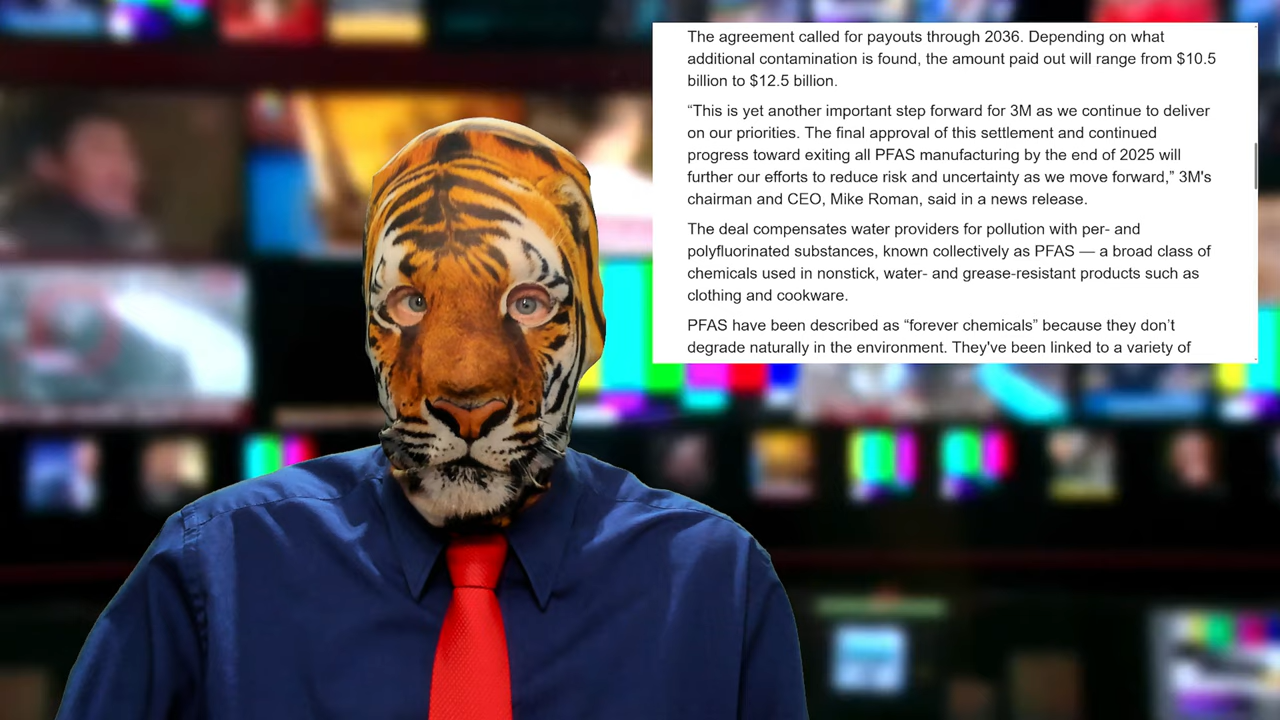 The agreement called for payouts through 2036. Depending on what
additional contamination is found, the amount paid out will range from $10.5
billion to $12.5 billion.
“This is yet another important step forward for 3M as we continue to deliver
on our priorities. The final approval of this settlement and continued
progress toward exiting all PFAS manufacturing by the end of 2025 will
further our efforts to reduce risk and uncertainty as we move forward,” 3M's
chairman and CEO, Mike Roman, said in a news release.
The deal compensates water providers for pollution with per- and
polyfluorinated substances, known collectively as PFAS — a broad class of
chemicals used in nonstick, water- and grease-resistant products such as
clothing and cookware.
PFAS have been described as “forever chemicals” because they don’t
degrade naturally in the environment. They've been linked to a variety of